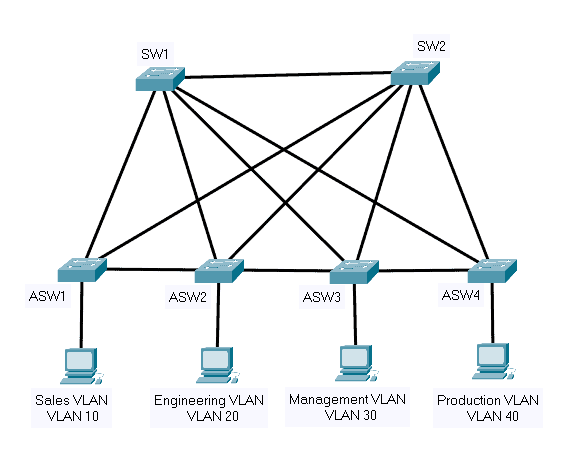 SW1
SW2
ASW1
ASW2
ASW3
ASW4
Sales VLAN
VLAN 10
Engineering VLAN
VLAN 20
Management VLAN
VLAN 30
Production VLAN
VLAN 40